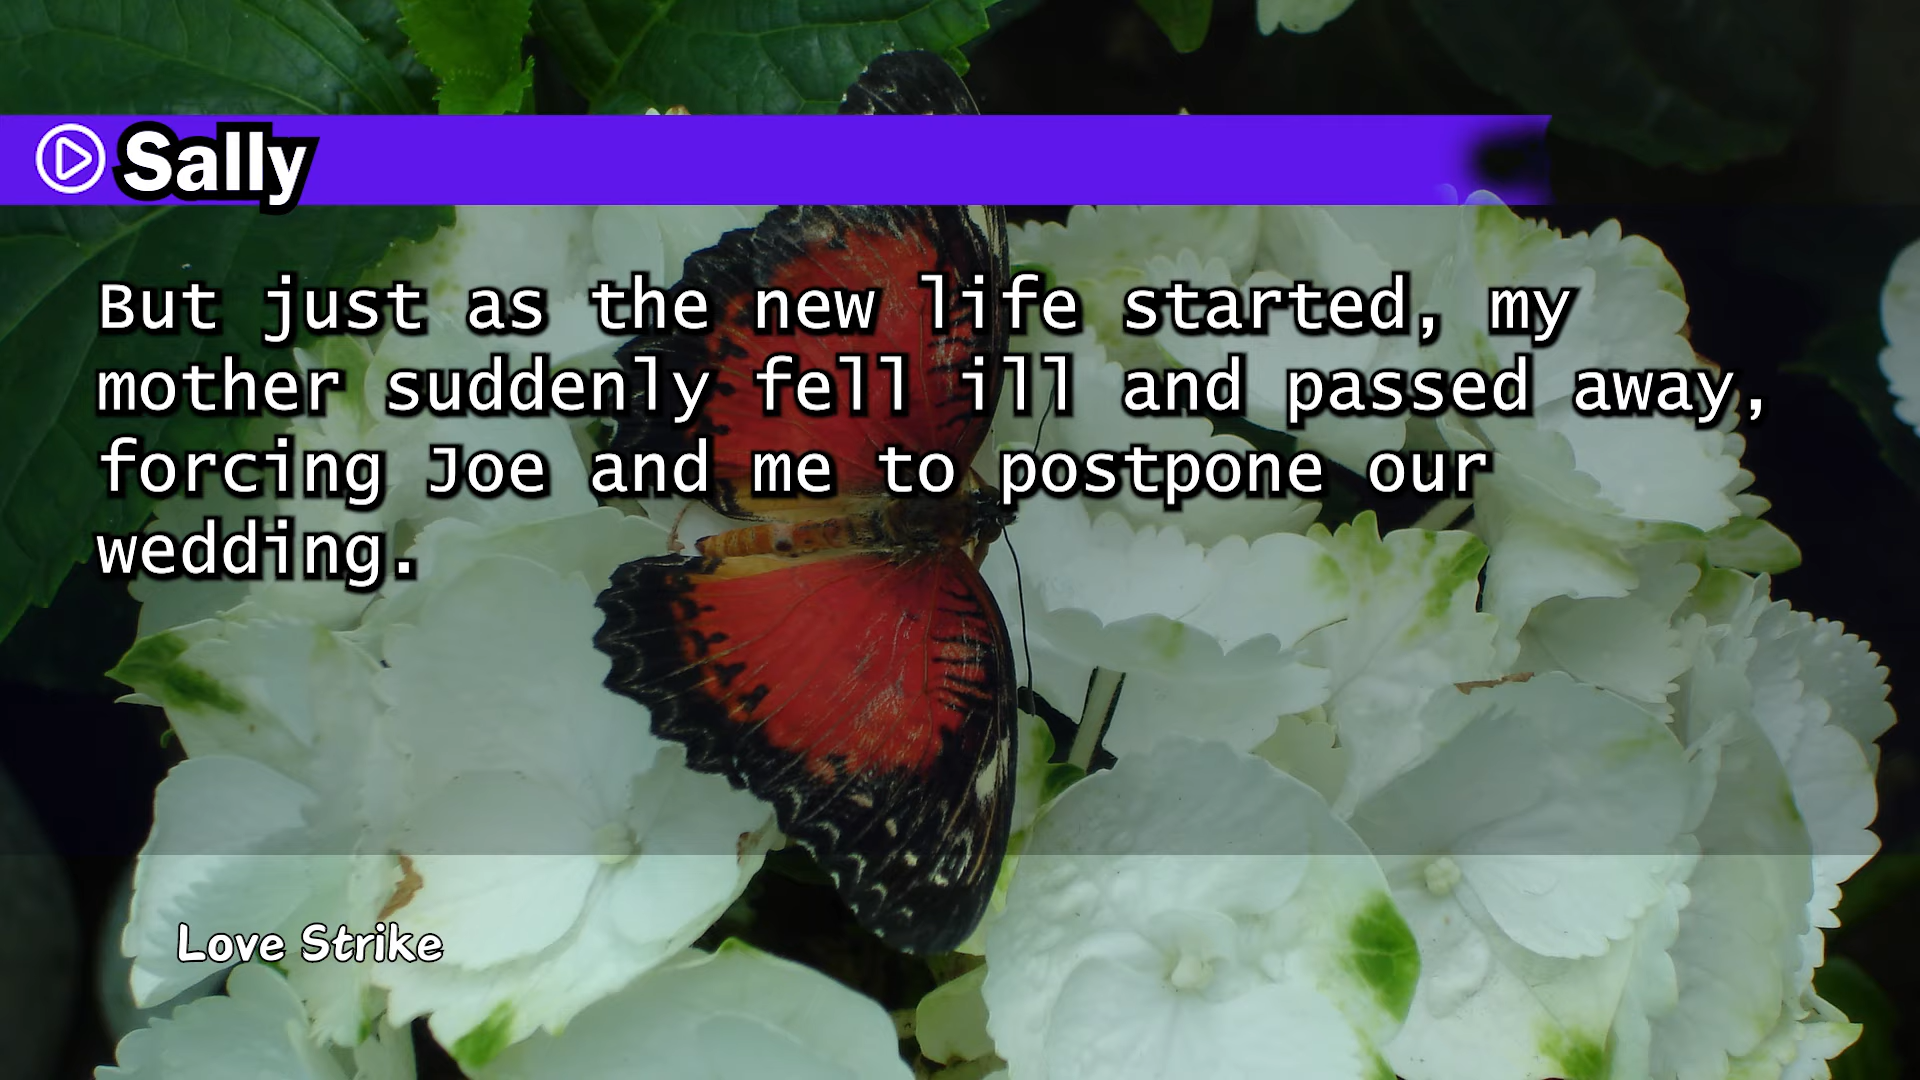 Sally
But just as the new life started, my
mother suddenly fell ill and passed away,
forcing Joe and me to postpone our
wedding.
Love Strike